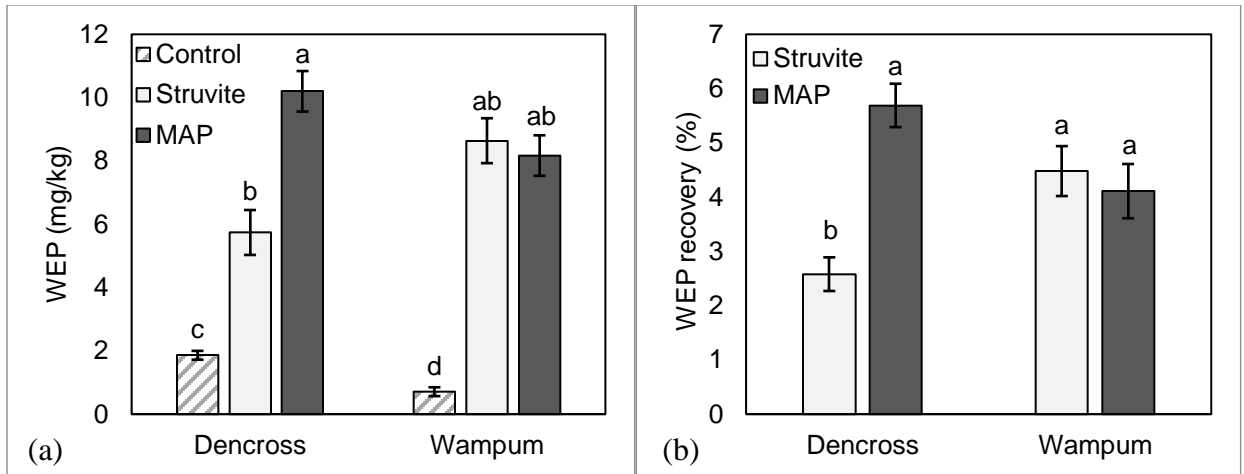 WEP (mg/kg)
12
10
8
6
4
2
0
Control
Struvite
MAP
c
b
a
d
ab
ab
Dencross
Wampum
(a)
WEP recovery (%)
7
6
5
4
3
2
1
0
Struvite
MAP
b
a
a
a
Dencross
Wampum
(b)